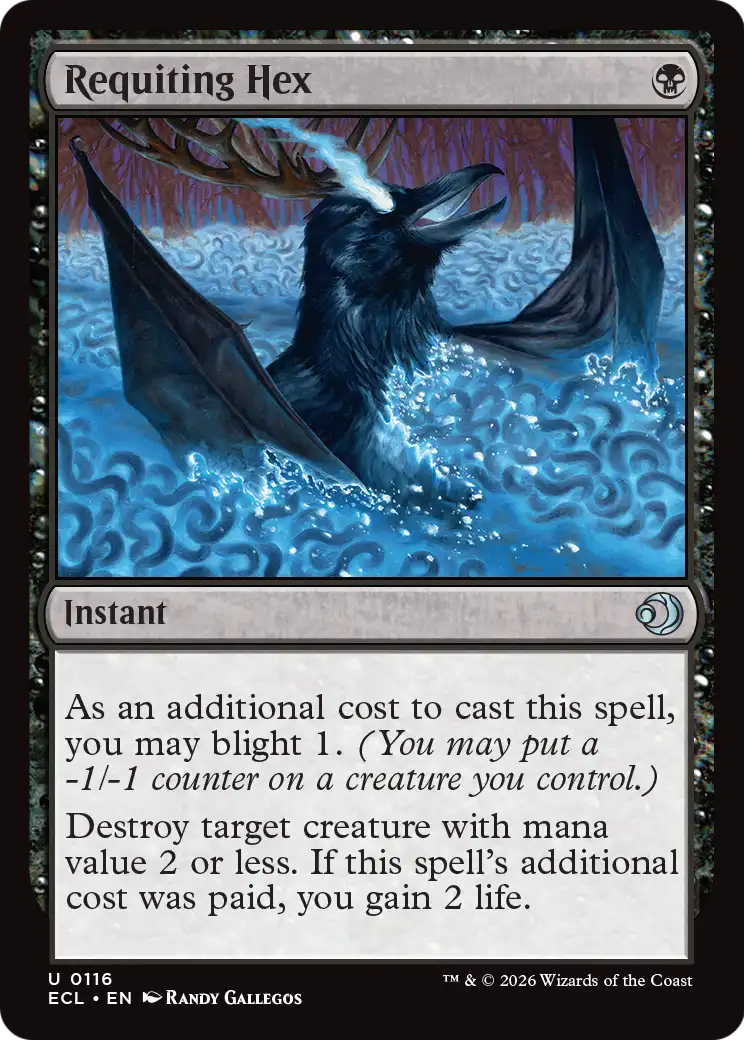 Requiting Hex
Instant
As an additional cost to cast this spell,
you may blight 1. (You may put a
-1/-1 counter on a creature you control.)
Destroy target creature with mana
value 2 or less. If this spell's additional
cost was paid, you gain 2 life.
U 0116
ECL • EN Randy Gallegos
™ & © 2026 Wizards of the Coast